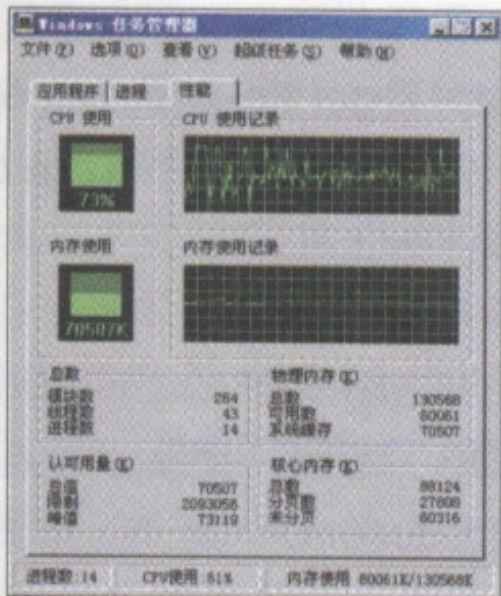 Windows 任务管理器
文件(F) 选项(O) 查看(V) 超级任务(S) 帮助(H)
应用程序 进程 性能
CPU 使用 CPU 使用记录
73%
内存使用 内存使用记录
70507K
总数 物理内存(K)
模块数 264 总数 130568
线程数 43 可用数 80061
进程数 14 系统缓存 70507
认可用量(K) 核心内存(K)
总值 70507 总数 88124
限制 2093056 分页数 27808
峰值 73119 未分页 60316
进程数:14 CPU使用:81% 内存使用:80061K/130568K